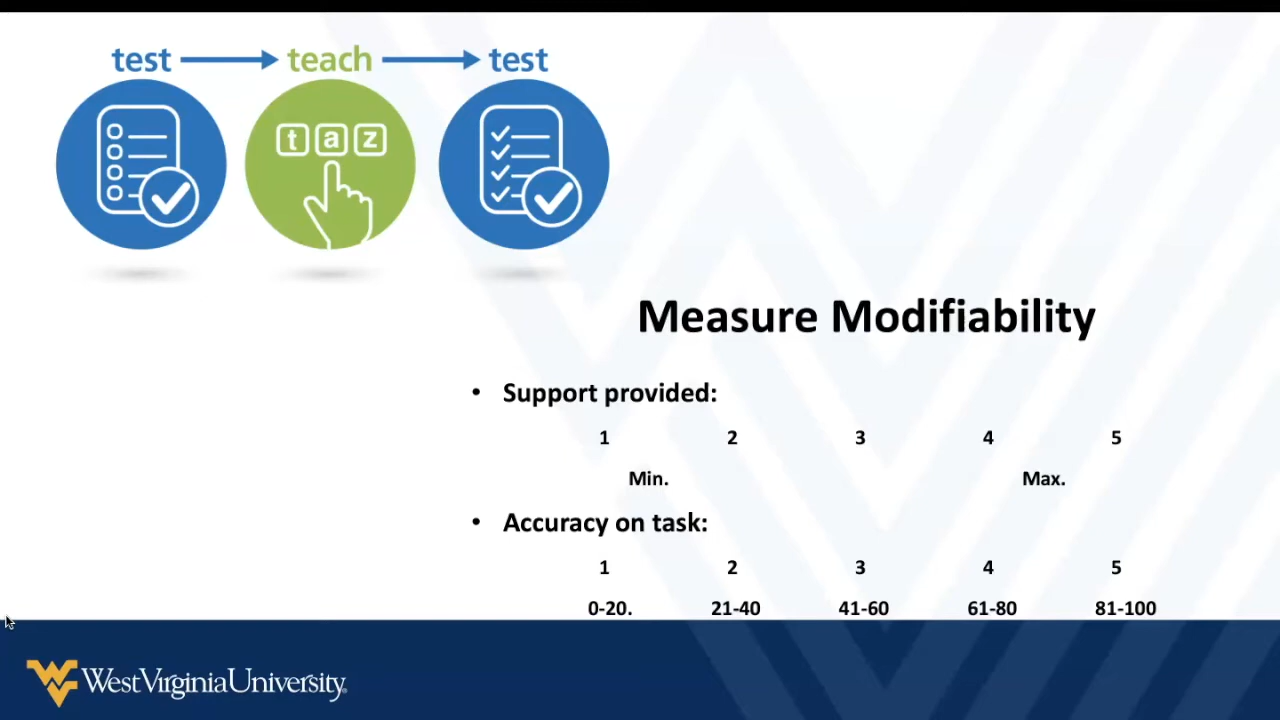 test teach test
t a z
Measure Modifiability
• Support provided:
1 2 3 4 5
Min. Max.
• Accuracy on task:
1 2 3 4 5
0-20. 21-40 41-60 61-80 81-100
WV WestVirginiaUniversity.